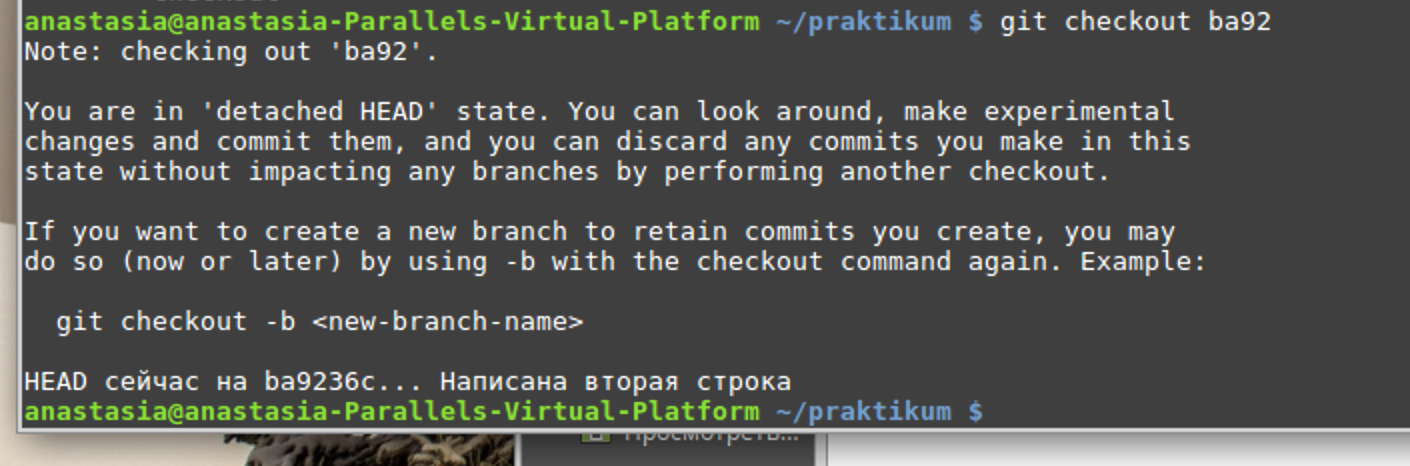 anastasia@anastasia-Parallels-Virtual-Platform ~/praktikum $ git checkout ba92
Note: checking out 'ba92'.
You are in 'detached HEAD' state. You can look around, make experimental
changes and commit them, and you can discard any commits you make in this
state without impacting any branches by performing another checkout.
If you want to create a new branch to retain commits you create, you may
do so (now or later) by using -b with the checkout command again. Example:
git checkout -b <new-branch-name>
HEAD сейчас на ba9236c... Написана вторая строка
anastasia@anastasia-Parallels-Virtual-Platform ~/praktikum $
Просмотреть...